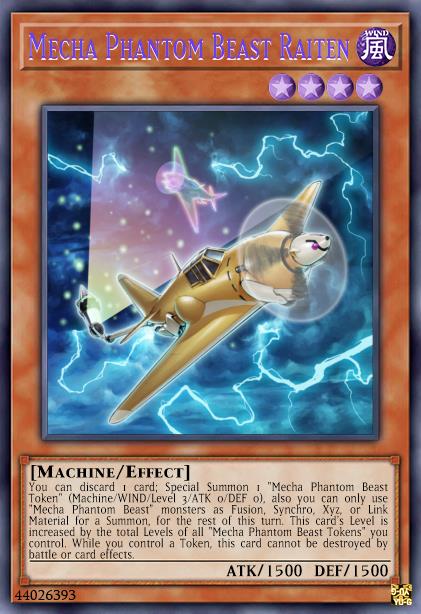 Mecha Phantom Beast Raiten
WIND
風
[Machine/Effect]
You can discard 1 card; Special Summon 1 "Mecha Phantom Beast
Token" (Machine/WIND/Level 3/ATK 0/DEF 0), also you can only use
"Mecha Phantom Beast" monsters as Fusion, Synchro, Xyz, or Link
Material for a Summon, for the rest of this turn. This card's Level is
increased by the total Levels of all "Mecha Phantom Beast Tokens" you
control. While you control a Token, this card cannot be destroyed by
battle or card effects.
ATK/1500 DEF/1500
44026393